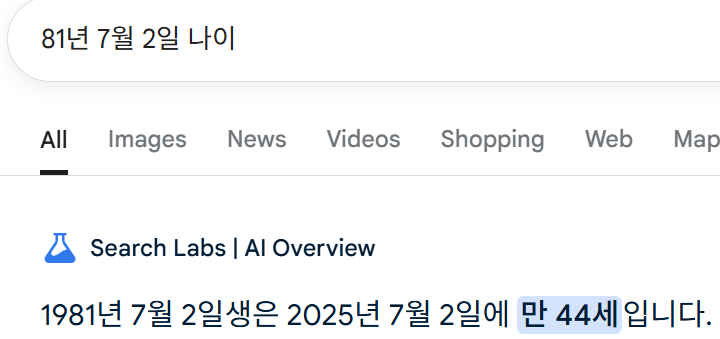 81년 7월 2일 나이
All Images News Videos Shopping Web Map
Search Labs | AI Overview
1981년 7월 2일생은 2025년 7월 2일에 만 44세입니다.